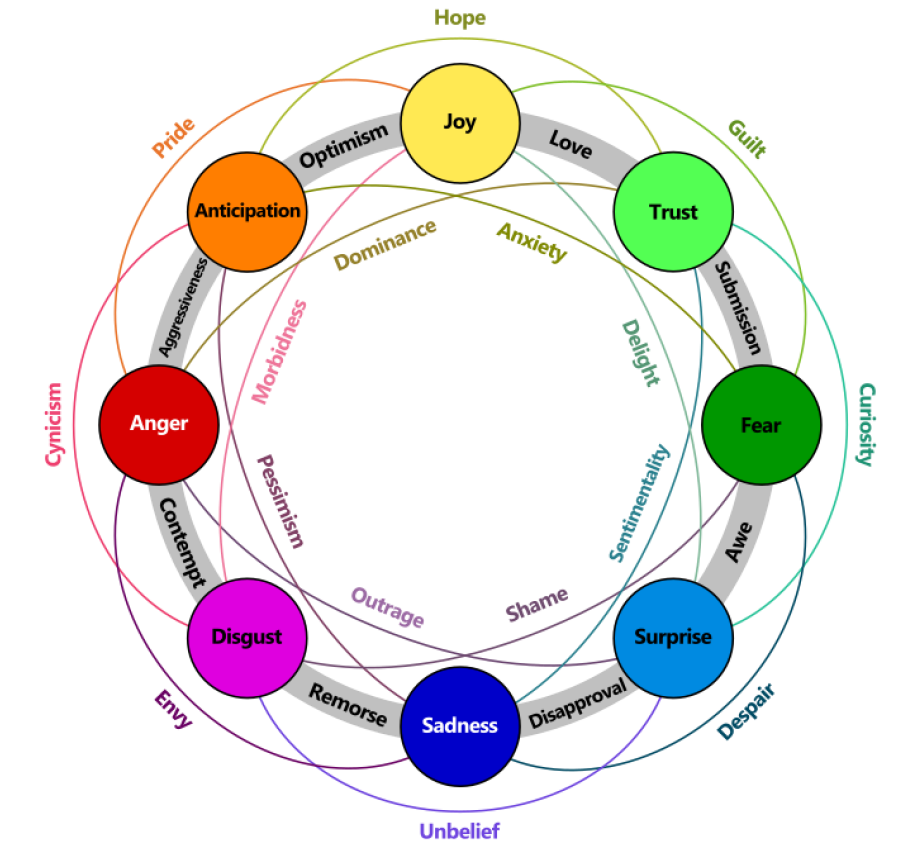 Hope
Joy
Pride
Optimism
Love
Guilt
Anticipation
Trust
Dominance
Anxiety
Aggressiveness
Submission
Morbidness
Delight
Cynicism
Anger
Fear
Curiosity
Pessimism
Sentimentality
Contempt
Awe
Outrage
Shame
Disgust
Surprise
Envy
Remorse
Sadness
Disapproval
Despair
Unbelief